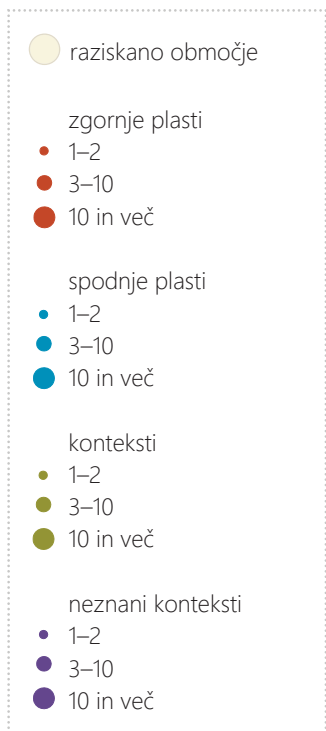 raziskano območje
zgornje plasti
1–2
3–10
10 in več
spodnje plasti
1–2
3–10
10 in več
konteksti
1–2
3–10
10 in več
neznani konteksti
1–2
3–10
10 in več